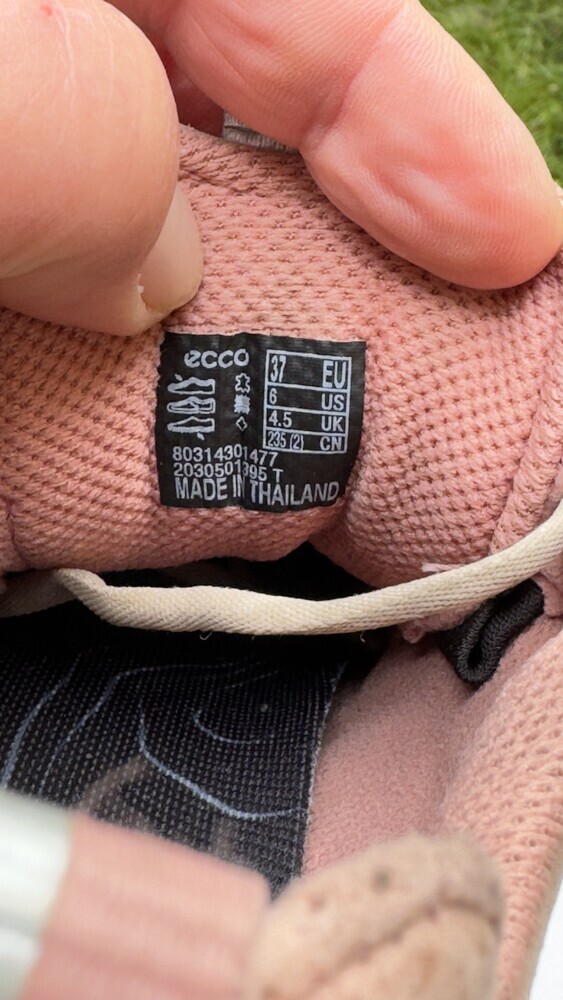 ecco
37 EU
6 US
4.5 UK
235 (2) CN
80314301477
2030501395 T
MADE IN THAILAND